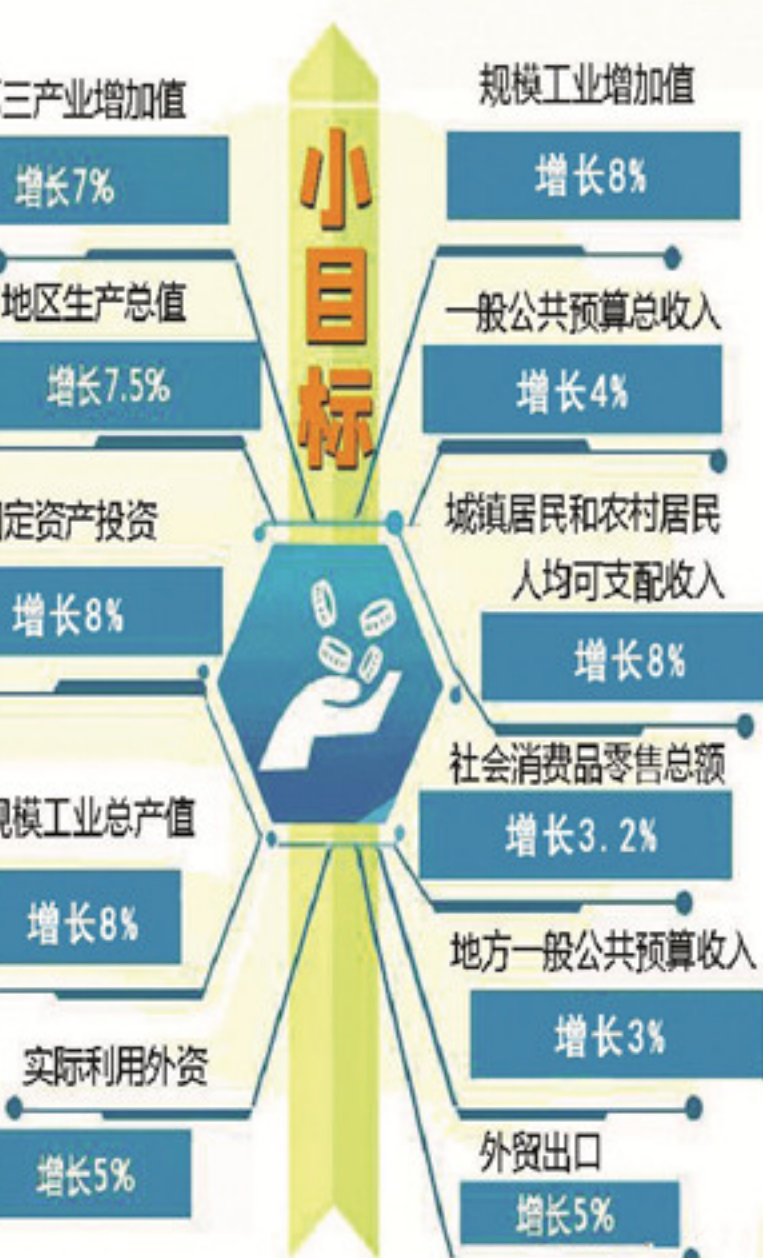 小目标
三产业增加值
增长7%
地区生产总值
增长7.5%
定资产投资
增长8%
模工业总产值
增长8%
实际利用外资
增长5%
规模工业增加值
增长8%
一般公共预算总收入
增长4%
城镇居民和农村居民
人均可支配收入
增长8%
社会消费品零售总额
增长3.2%
地方一般公共预算收入
增长3%
外贸出口
增长5%